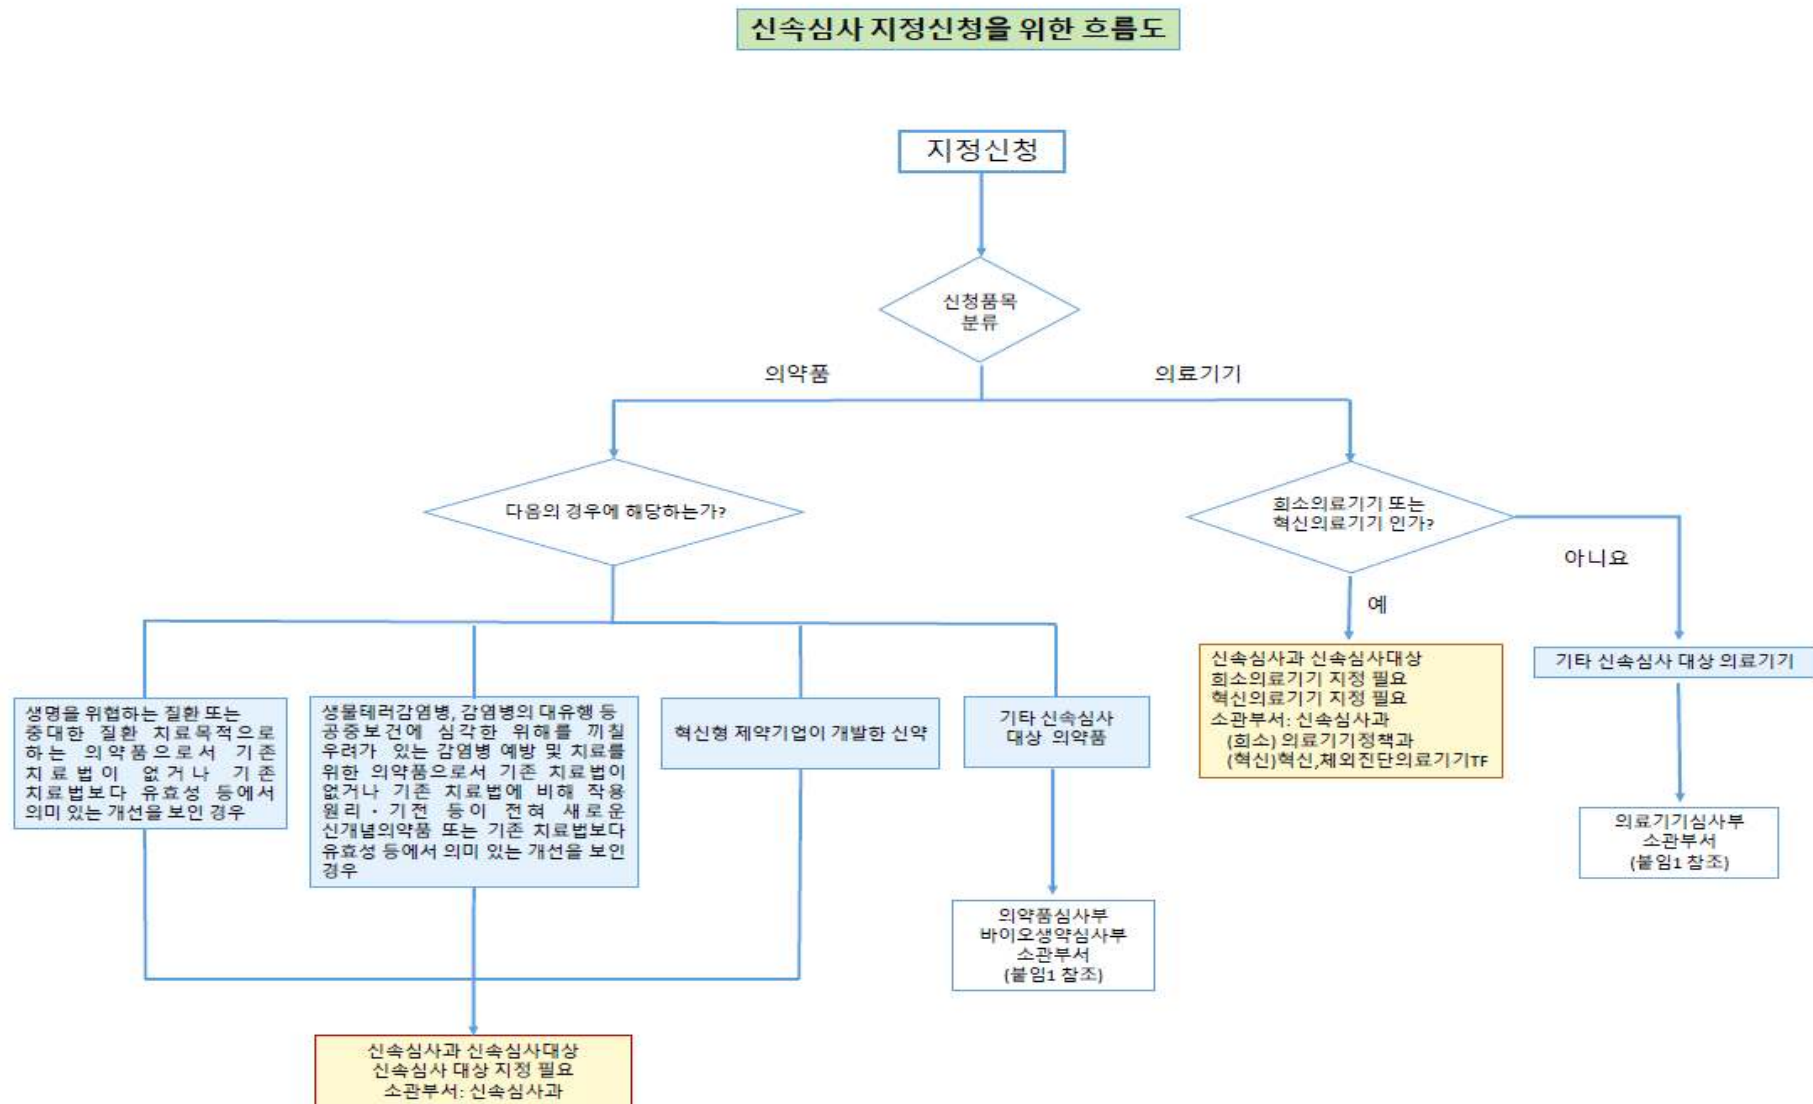 신속심사 지정신청을 위한 흐름도
지정신청
신청품목
분류
의약품
의료기기
다음의 경우에 해당하는가?
희소의료기기 또는
혁신의료기기 인가?
아니요
예
생명을 위협하는 질환 또는
중대한 질환 치료목적으로
하는 의약품으로서 기존
치료법이 없거나 기존
치료법보다 유효성 등에서
의미 있는 개선을 보인 경우
생물테러감염병, 감염병의 대유행 등
공중보건에 심각한 위해를 끼칠
우려가 있는 감염병 예방 및 치료를
위한 의약품으로서 기존 치료법이
없거나 기존 치료법에 비해 작용
원리·기전 등이 전혀 새로운
신개념의약품 또는 기존 치료법보다
유효성 등에서 의미 있는 개선을 보인
경우
혁신형 제약기업이 개발한 신약
기타 신속심사
대상 의약품
신속심사과 신속심사대상
희소의료기기 지정 필요
혁신의료기기 지정 필요
소관부서: 신속심사과
(희소) 의료기기정책과
(혁신)혁신,체외진단의료기기TF
기타 신속심사 대상 의료기기
의료기기심사부
소관부서
(붙임1 참조)
의약품심사부
바이오생약심사부
소관부서
(붙임1 참조)
신속심사과 신속심사대상
신속심사 대상 지정 필요
소관부서: 신속심사과